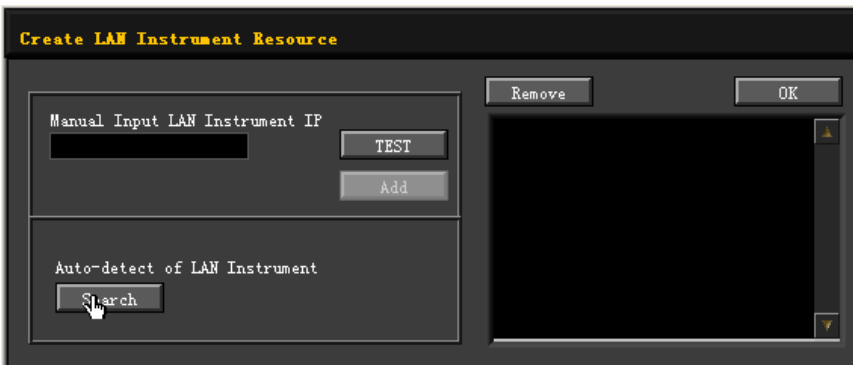 Create LAN Instrument Resource
Remove
OK
Manual Input LAN Instrument IP
TEST
Add
Auto-detect of LAN Instrument
Search